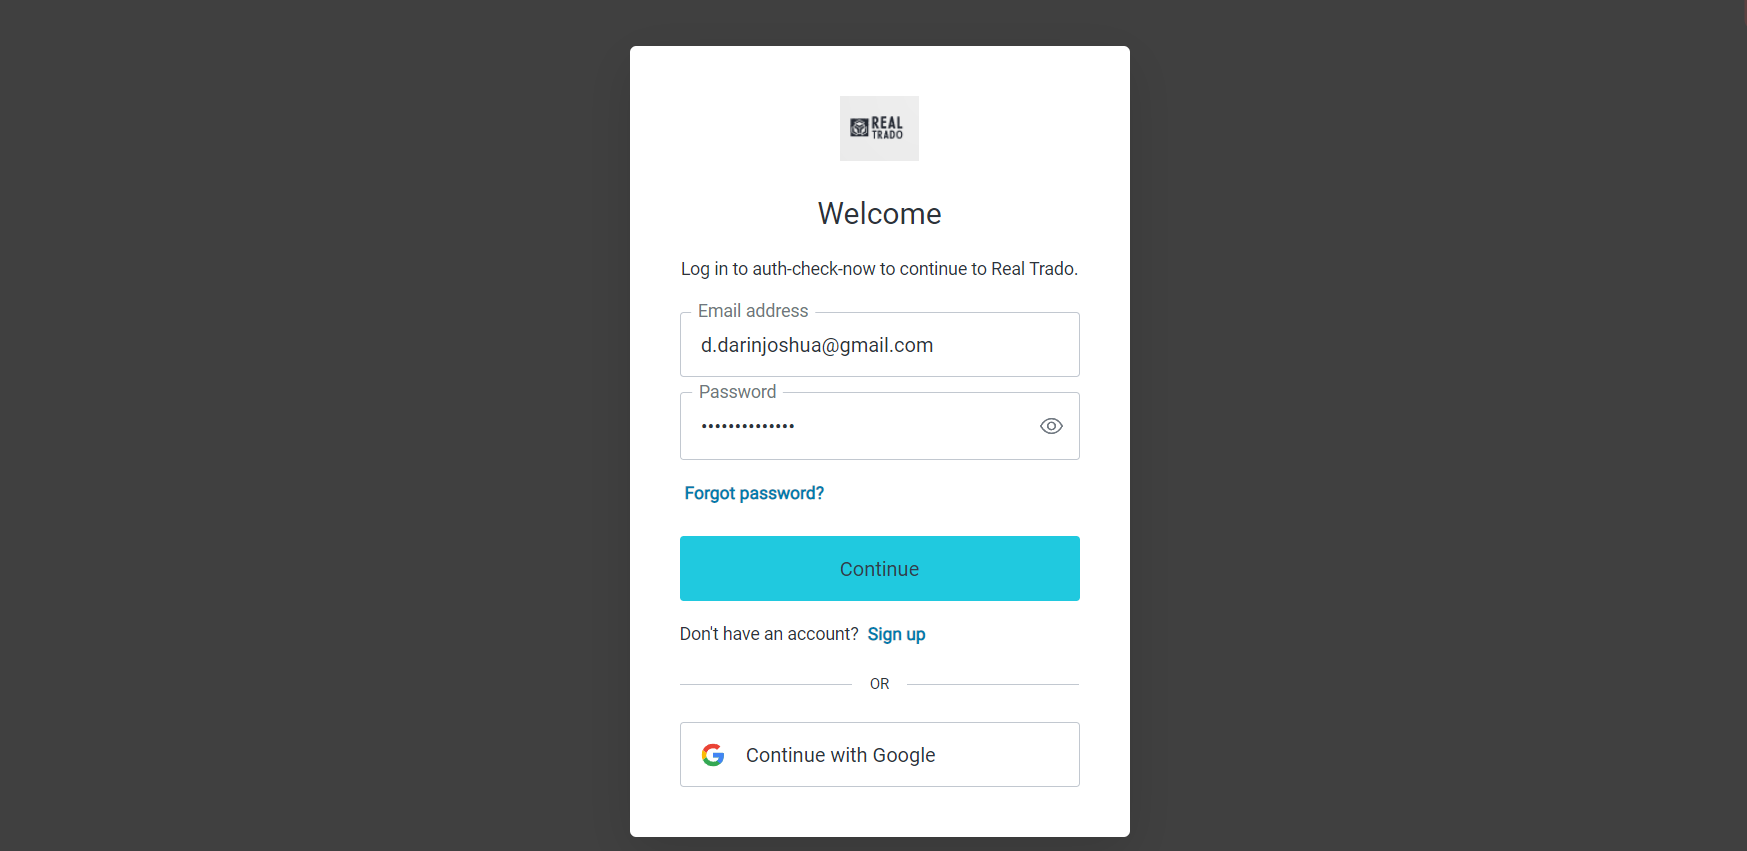 REAL
TRADO
Welcome
Log in to auth-check-now to continue to Real Trado.
Email address
d.darinjoshua@gmail.com
Password
••••••••••••••
Forgot password?
Continue
Don't have an account? Sign up
OR
Continue with Google